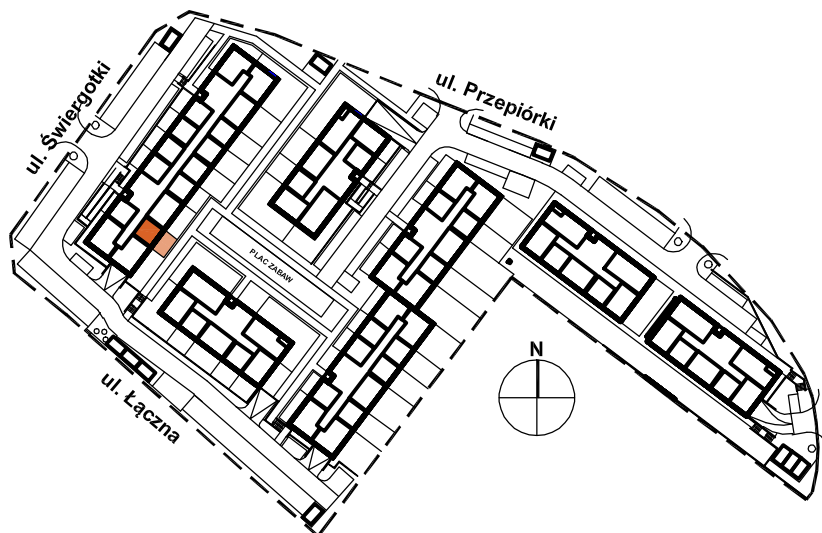 ul. Świergotki
ul. Przepiórki
PLAC ZABAW
N
ul. Łączna